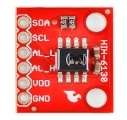 SDA
SCL
AL_L
AL_H
VDD
GND
HIH-6130